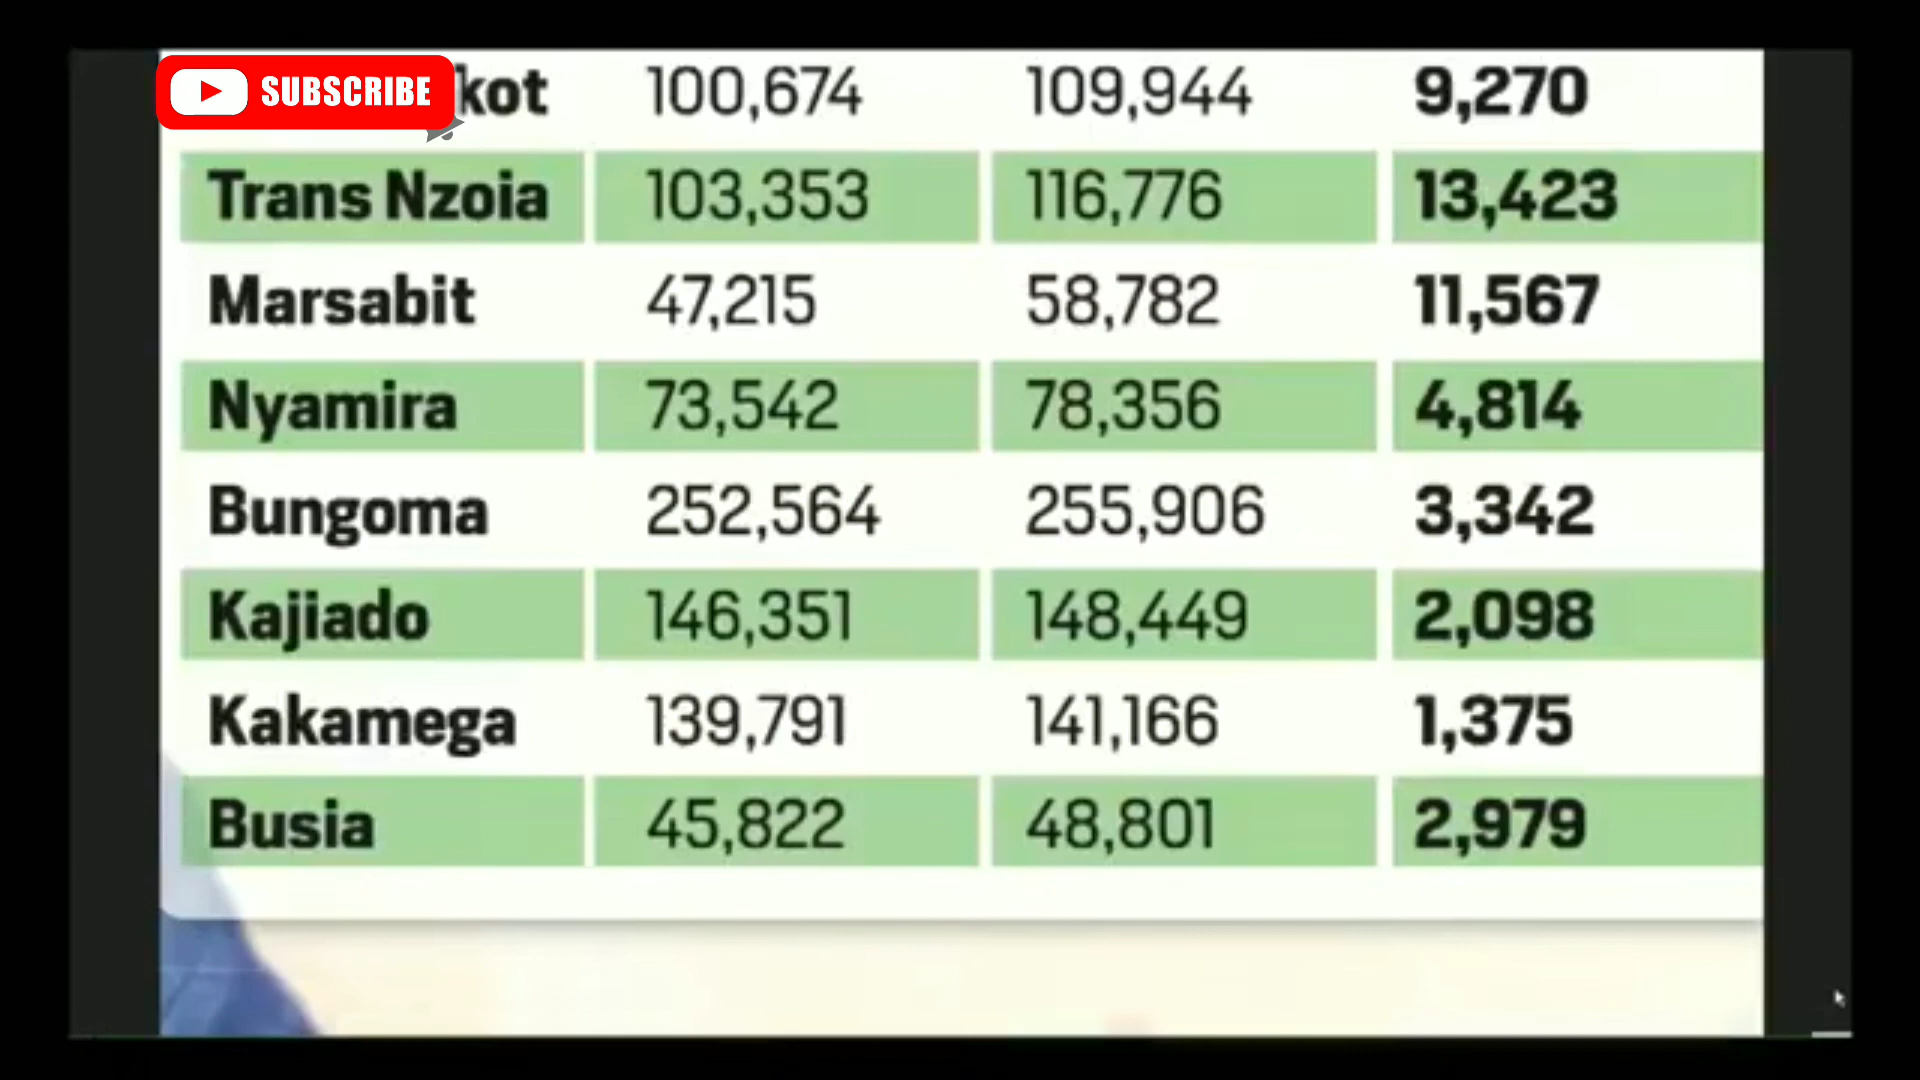 SUBSCRIBE
kot 100,674 109,944 9,270
Trans Nzoia 103,353 116,776 13,423
Marsabit 47,215 58,782 11,567
Nyamira 73,542 78,356 4,814
Bungoma 252,564 255,906 3,342
Kajiado 146,351 148,449 2,098
Kakamega 139,791 141,166 1,375
Busia 45,822 48,801 2,979